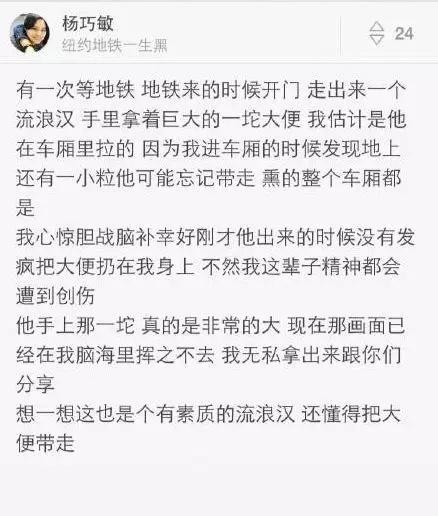 杨巧敏
纽约地铁一生黑
24
有一次等地铁 地铁来的时候开门 走出来一个
流浪汉 手里拿着巨大的一坨大便 我估计是他
在车厢里拉的 因为我进车厢的时候发现地上
还有一小粒他可能忘记带走 熏的整个车厢都
是
我心惊胆战脑补幸好刚才他出来的时候没有发
疯把大便扔在我身上 不然我这辈子精神都会
遭到创伤
他手上那一坨 真的是非常的大 现在那画面已
经在我脑海里挥之不去 我无私拿出来跟你们
分享
想一想这也是个有素质的流浪汉 还懂得把大
便带走